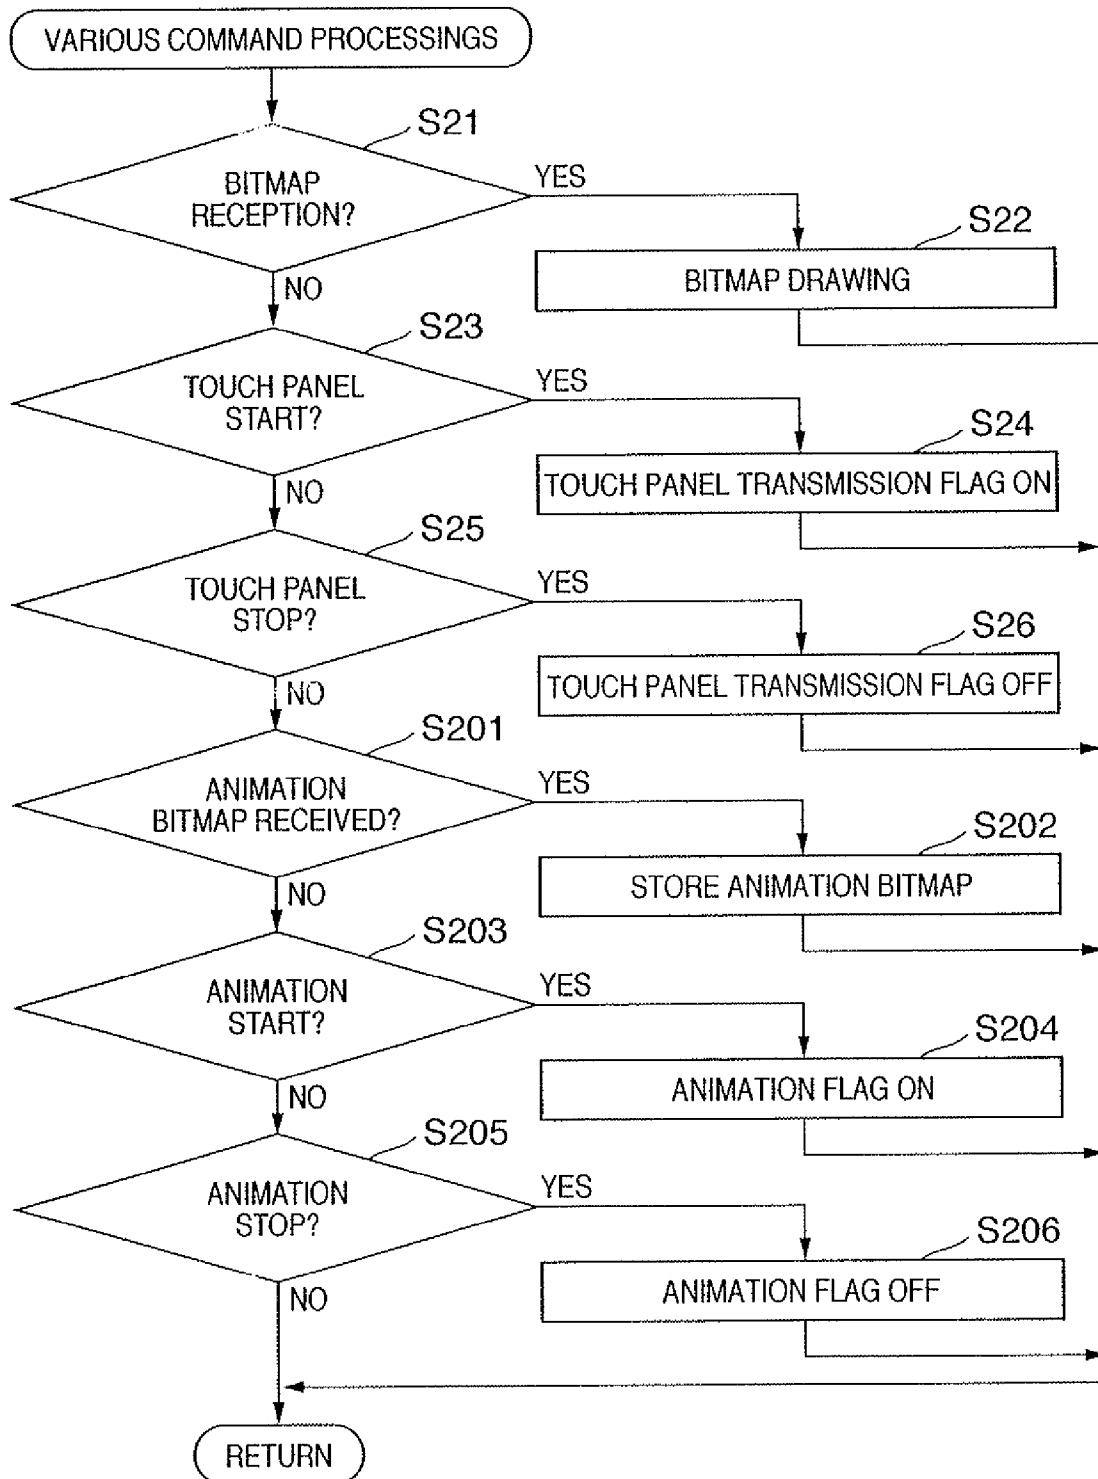 VARIOUS COMMAND PROCESSINGS
S21
BITMAP
RECEPTION?
YES
S22
BITMAP DRAWING
NO
S23
TOUCH PANEL
START?
YES
S24
TOUCH PANEL TRANSMISSION FLAG ON
NO
S25
TOUCH PANEL
STOP?
YES
S26
TOUCH PANEL TRANSMISSION FLAG OFF
NO
S201
ANIMATION
BITMAP RECEIVED?
YES
S202
STORE ANIMATION BITMAP
NO
S203
ANIMATION
START?
YES
S204
ANIMATION FLAG ON
NO
S205
ANIMATION
STOP?
YES
S206
ANIMATION FLAG OFF
NO
RETURN